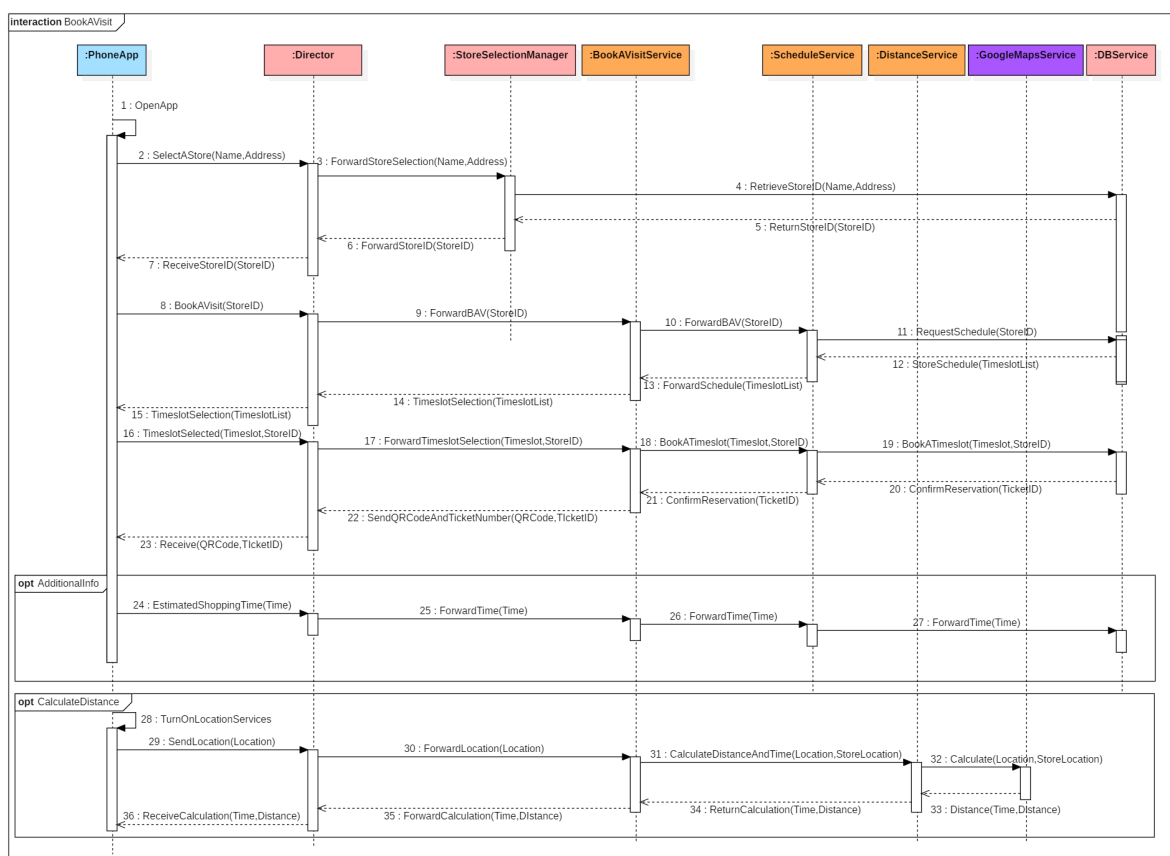 interaction BookAVisit
:PhoneApp
:Director
:StoreSelectionManager
:BookAVisitService
:ScheduleService
:DistanceService
:GoogleMapsService
:DBService
1 : OpenApp
2 : SelectAStore(Name,Address)
3 : ForwardStoreSelection(Name,Address)
4 : RetrieveStoreID(Name,Address)
5 : ReturnStoreID(StoreID)
6 : ForwardStoreID(StoreID)
7 : ReceiveStoreID(StoreID)
8 : BookAVisit(StoreID)
9 : ForwardBAV(StoreID)
10 : ForwardBAV(StoreID)
11 : RequestSchedule(StoreID)
12 : StoreSchedule(TimeslotList)
13 : ForwardSchedule(TimeslotList)
14 : TimeslotSelection(TimeslotList)
15 : TimeslotSelection(TimeslotList)
16 : TimeslotSelected(Timeslot,StoreID)
17 : ForwardTimeslotSelection(Timeslot,StoreID)
18 : BookATimeslot(Timeslot,StoreID)
19 : BookATimeslot(Timeslot,StoreID)
20 : ConfirmReservation(TicketID)
21 : ConfirmReservation(TicketID)
22 : SendQRCodeAndTicketNumber(QRCode,TIcketID)
23 : Receive(QRCode,TIcketID)
opt AdditionalInfo
24 : EstimatedShoppingTime(Time)
25 : ForwardTime(Time)
26 : ForwardTime(Time)
27 : ForwardTime(Time)
opt CalculateDistance
28 : TurnOnLocationServices
29 : SendLocation(Location)
30 : ForwardLocation(Location)
31 : CalculateDistanceAndTime(Location,StoreLocation)
32 : Calculate(Location,StoreLocation)
33 : Distance(Time,DIstance)
34 : ReturnCalculation(Time,Distance)
35 : ForwardCalculation(Time,DIstance)
36 : ReceiveCalculation(Time,Distance)